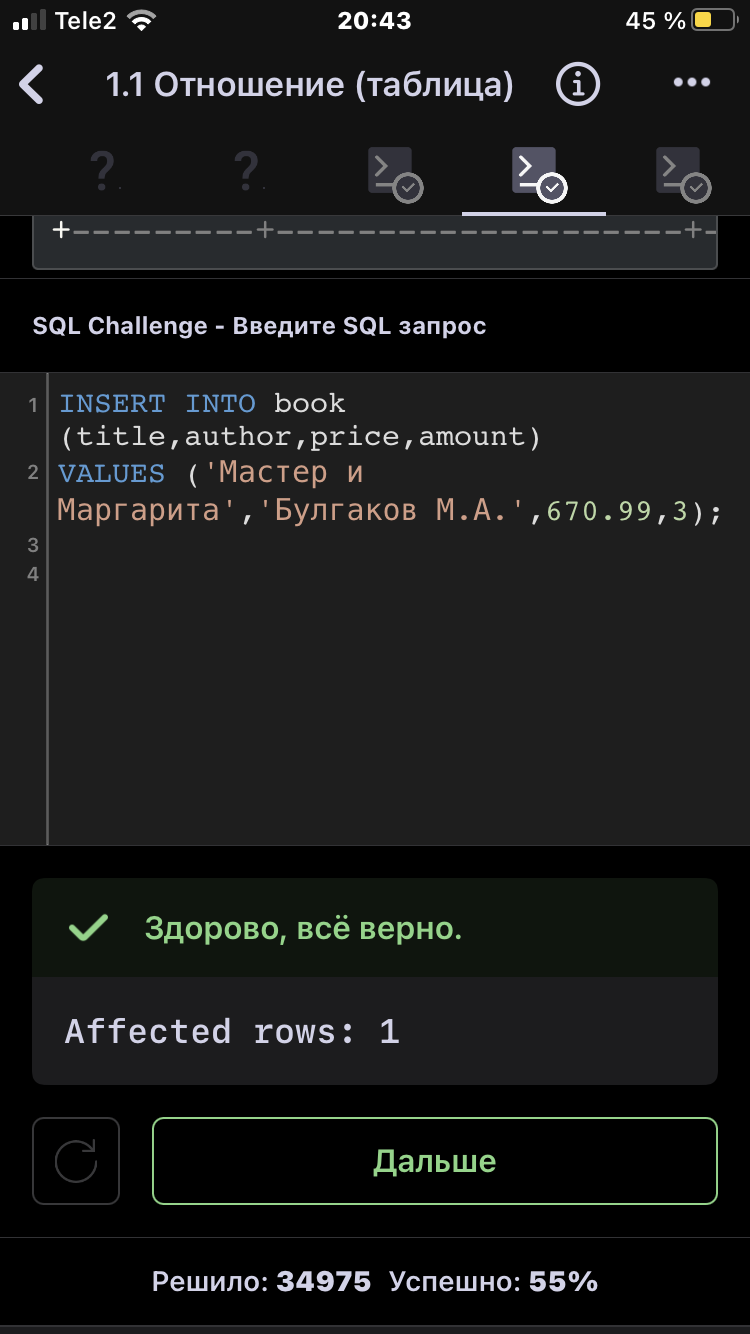 Tele2 20:43 45 %
1.1 Отношение (таблица)
? ?
+---------+---------------------+-
SQL Challenge - Введите SQL запрос
1 INSERT INTO book
(title,author,price,amount)
2 VALUES ('Мастер и
Маргарита','Булгаков М.А.',670.99,3);
3
4
Здорово, всё верно.
Affected rows: 1
Дальше
Решило: 34975 Успешно: 55%